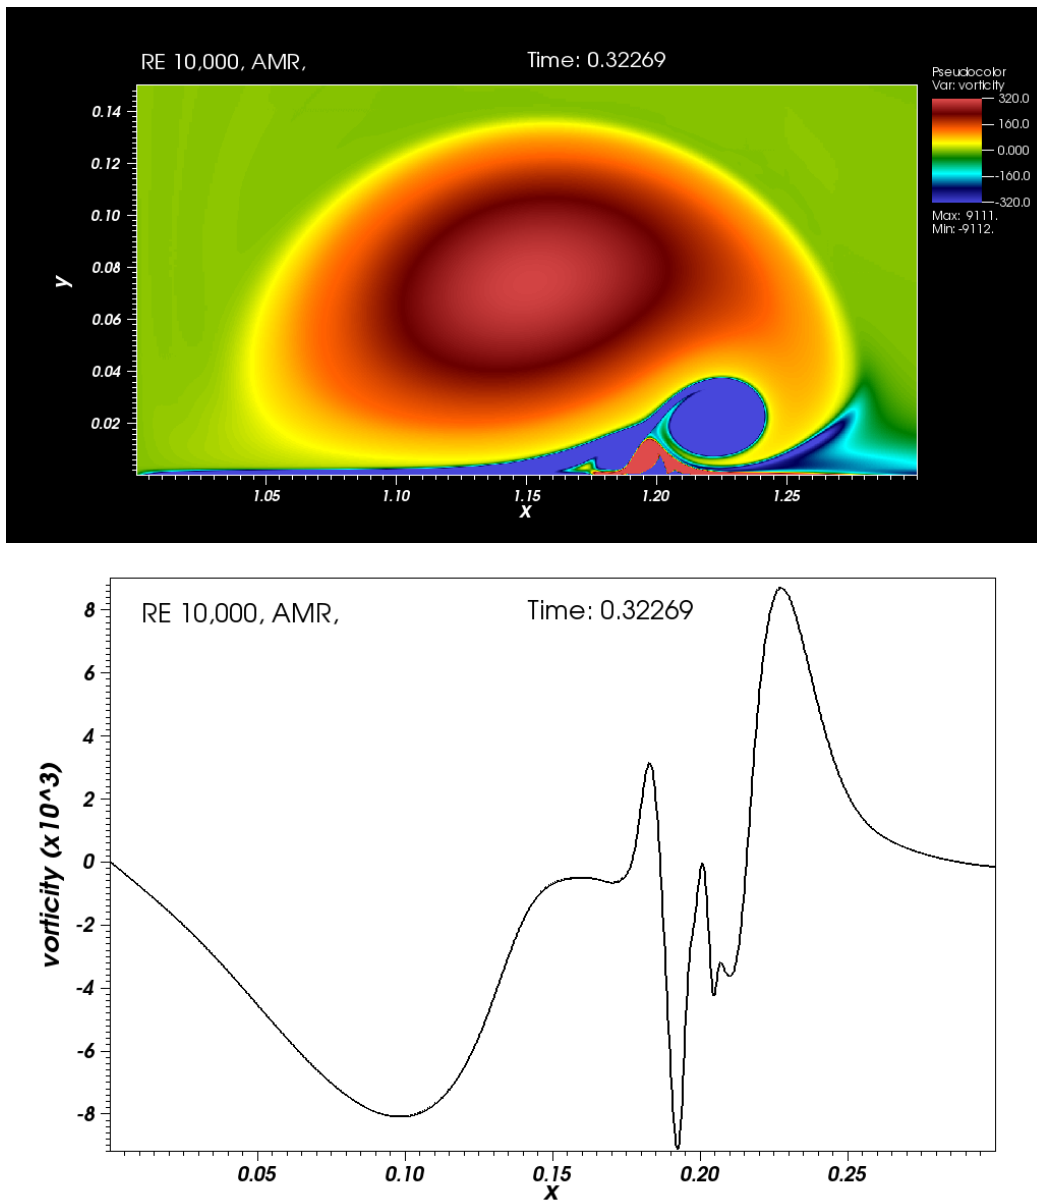 RE 10,000, AMR,
Time: 0.32269
Pseudocolor
Var: vorticity
320.0
160.0
0.000
-160.0
-320.0
Max: 9111.
Min: -9112.
0.14
0.12
0.10
0.08
0.06
0.04
0.02
y
1.05
1.10
1.15
1.20
1.25
x
RE 10,000, AMR,
Time: 0.32269
8
6
4
2
0
-2
-4
-6
-8
vorticity (x10^3)
0.05
0.10
0.15
0.20
0.25
x